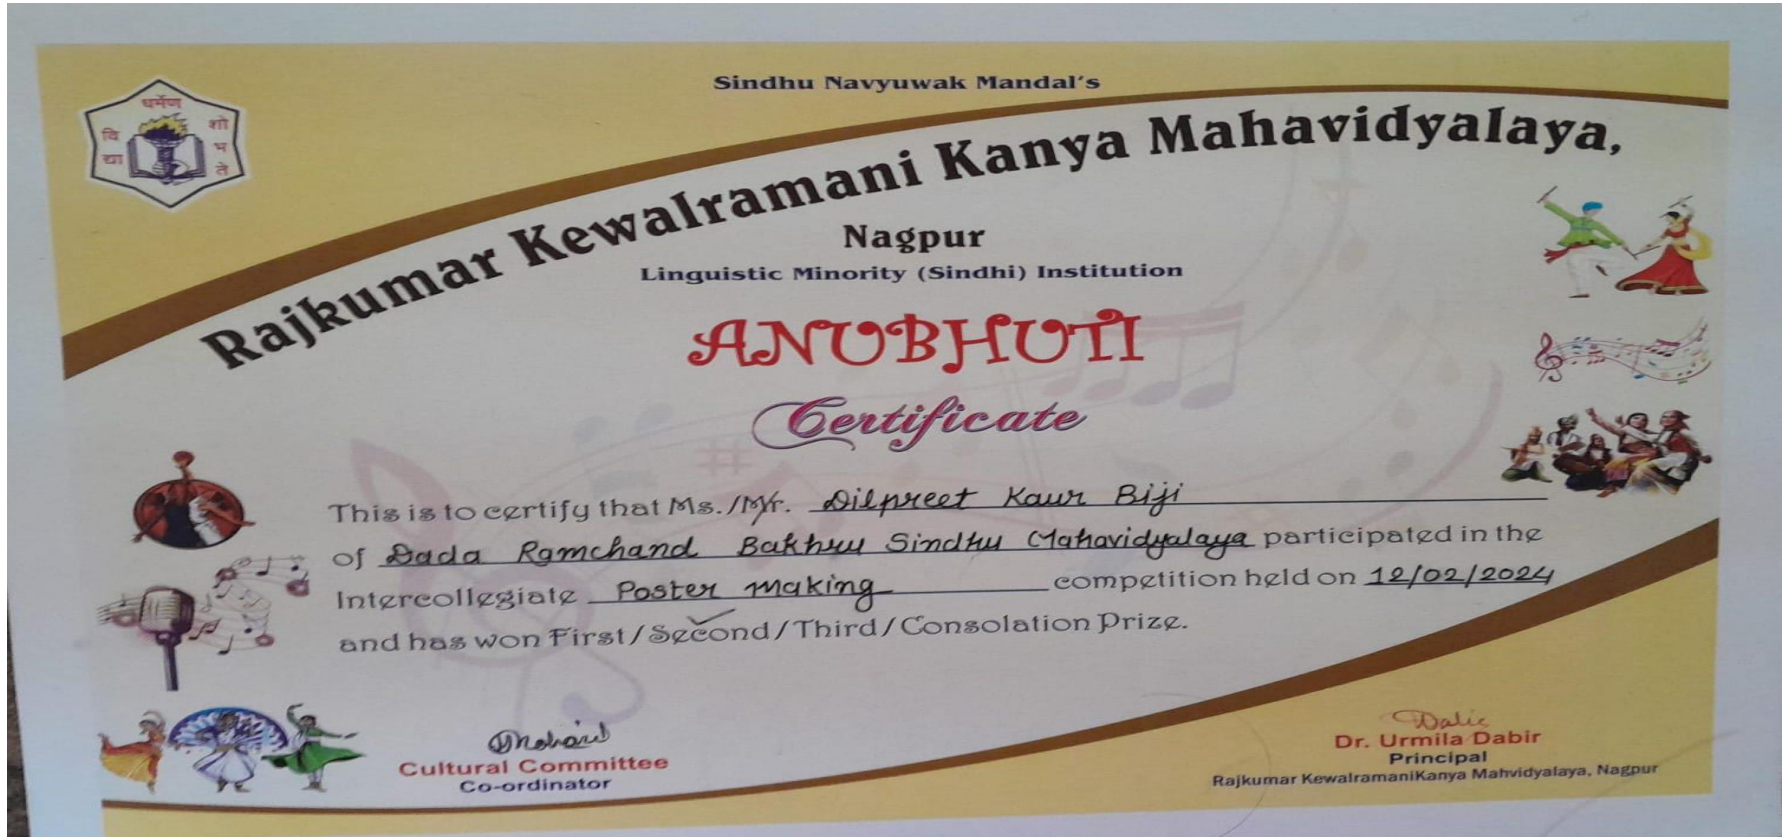 Sindhu Navyuwak Mandal's
धर्मेण
विद्या
शोभते
Rajkumar Kewalramani Kanya Mahavidyalaya,
Nagpur
Linguistic Minority (Sindhi) Institution
ANUBHUTI
Certificate
This is to certify that Ms./Mr. Dilpreet Kaur Biji
of Dada Ramchand Bakhru Sindhu Mahavidyalaya participated in the
Intercollegiate Poster Making competition held on 12/02/2024
and has won First/Second/Third/Consolation Prize.
Cultural Committee
Co-ordinator
Dr. Urmila Dabir
Principal
Rajkumar KewalramaniKanya Mahvidyalaya, Nagpur